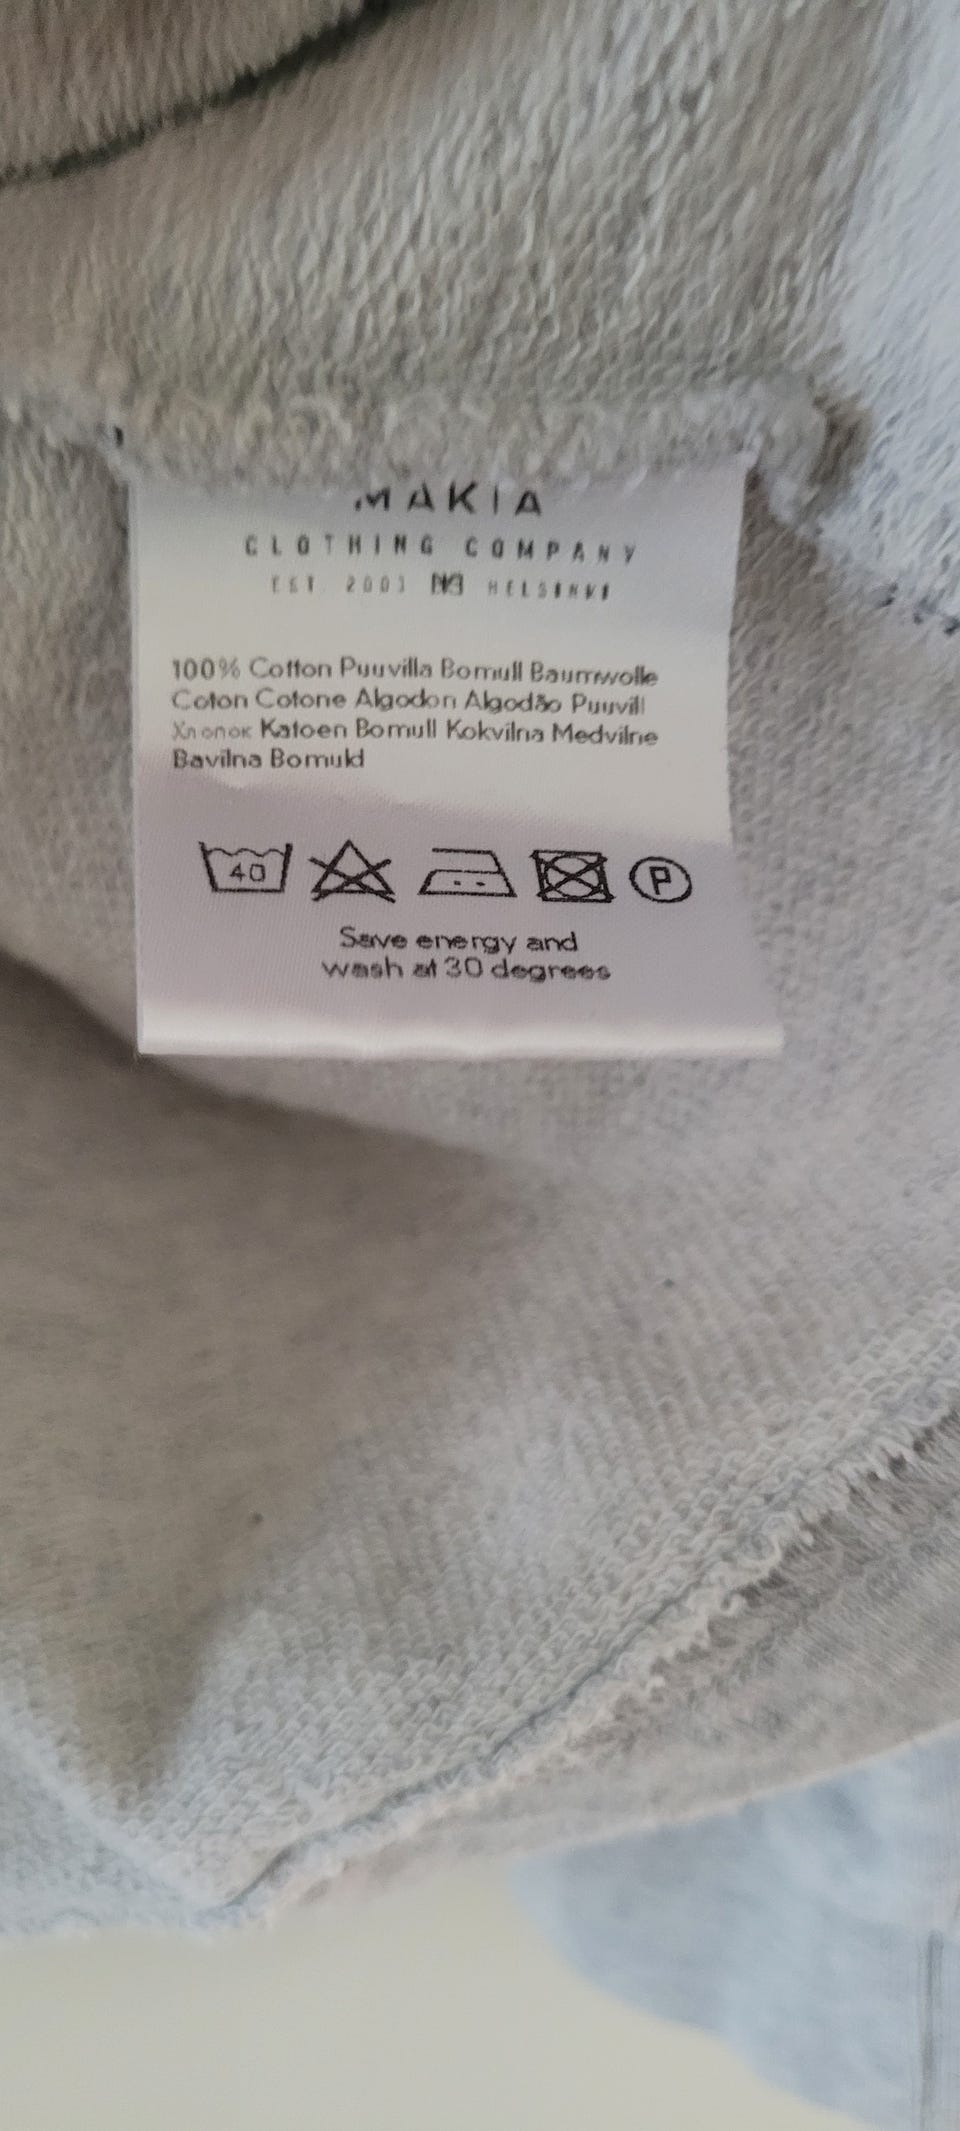 MAKIA
CLOTHING COMPANY
EST. 2001 HELSINKI
100% Cotton Puuvilla Bomull Baumwolle
Coton Cotone Algodon Algodão Puuvill
Хлопок Katoen Bomull Kokvilna Medvilne
Bavilna Bomuld
40
P
Save energy and
wash at 30 degrees